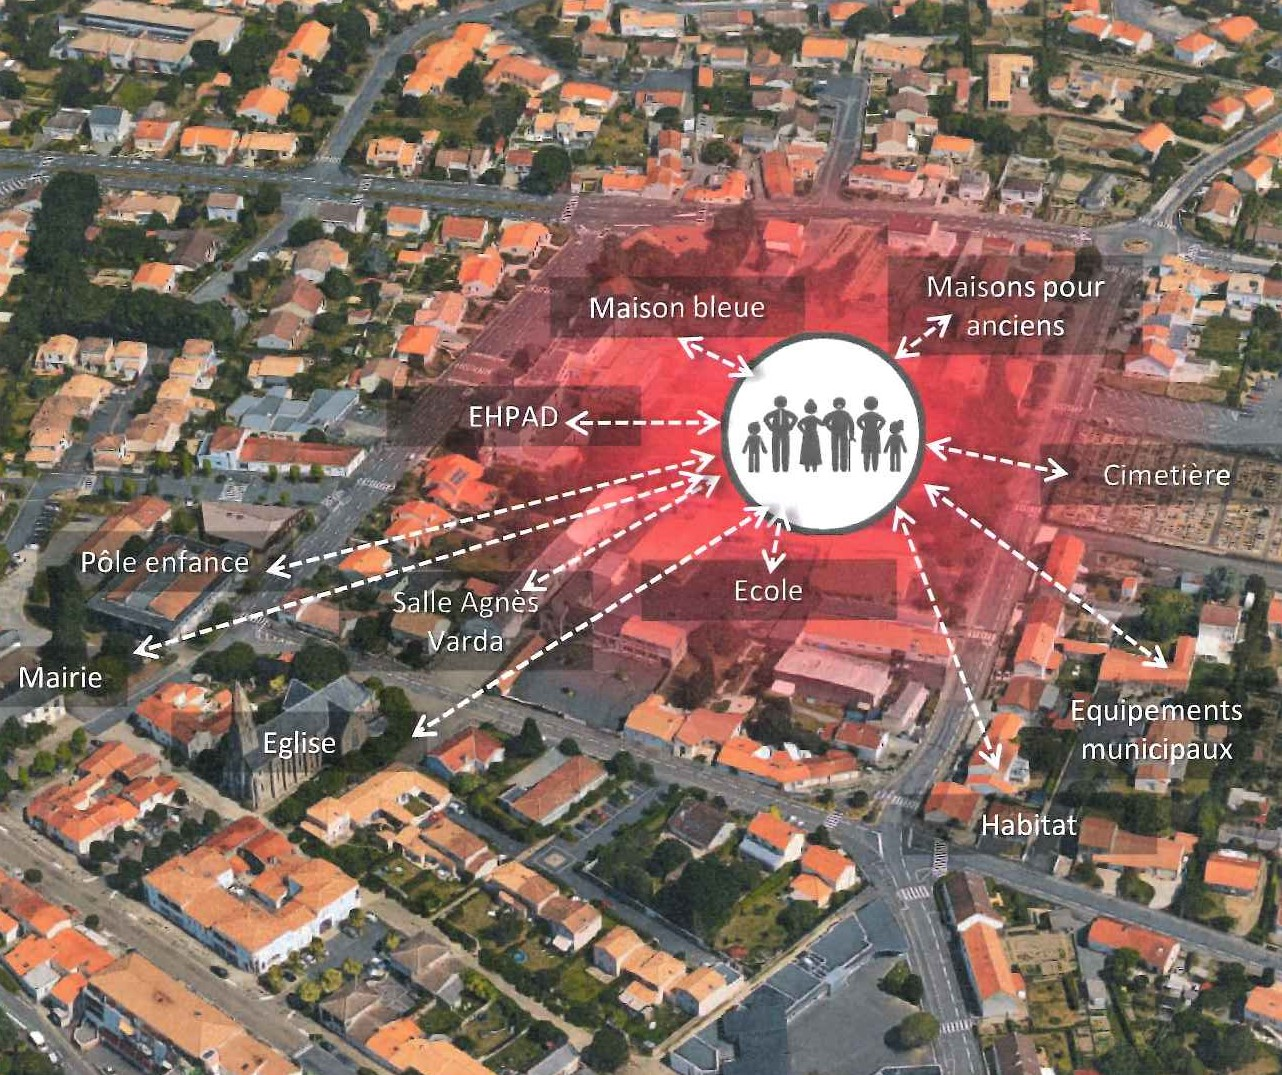 Maison bleue
Maisons pour
anciens
EHPAD
Cimetière
Pôle enfance
Salle Agnès
Varda
Ecole
Mairie
Eglise
Equipements
municipaux
Habitat